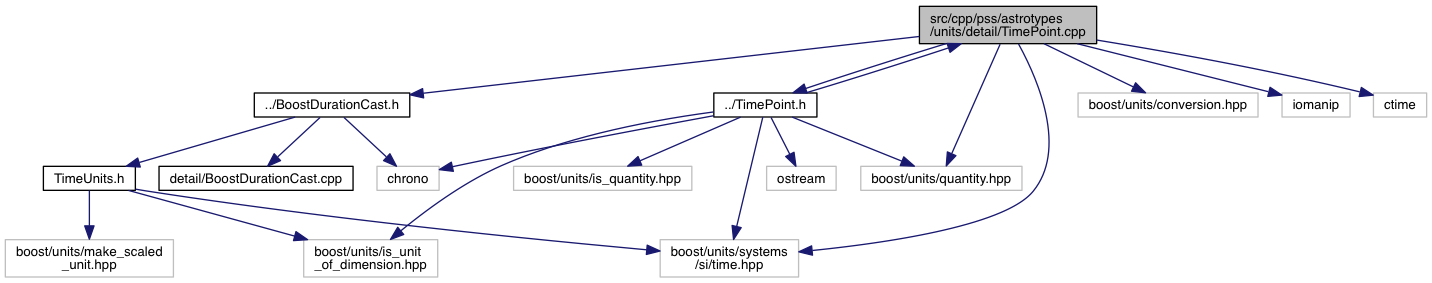 src/cpp/pss/astrotypes
/units/detail/TimePoint.cpp
../BoostDurationCast.h
../TimePoint.h
boost/units/conversion.hpp
iomanip
ctime
TimeUnits.h
detail/BoostDurationCast.cpp
chrono
boost/units/is_quantity.hpp
ostream
boost/units/quantity.hpp
boost/units/make_scaled
_unit.hpp
boost/units/is_unit
_of_dimension.hpp
boost/units/systems
/si/time.hpp